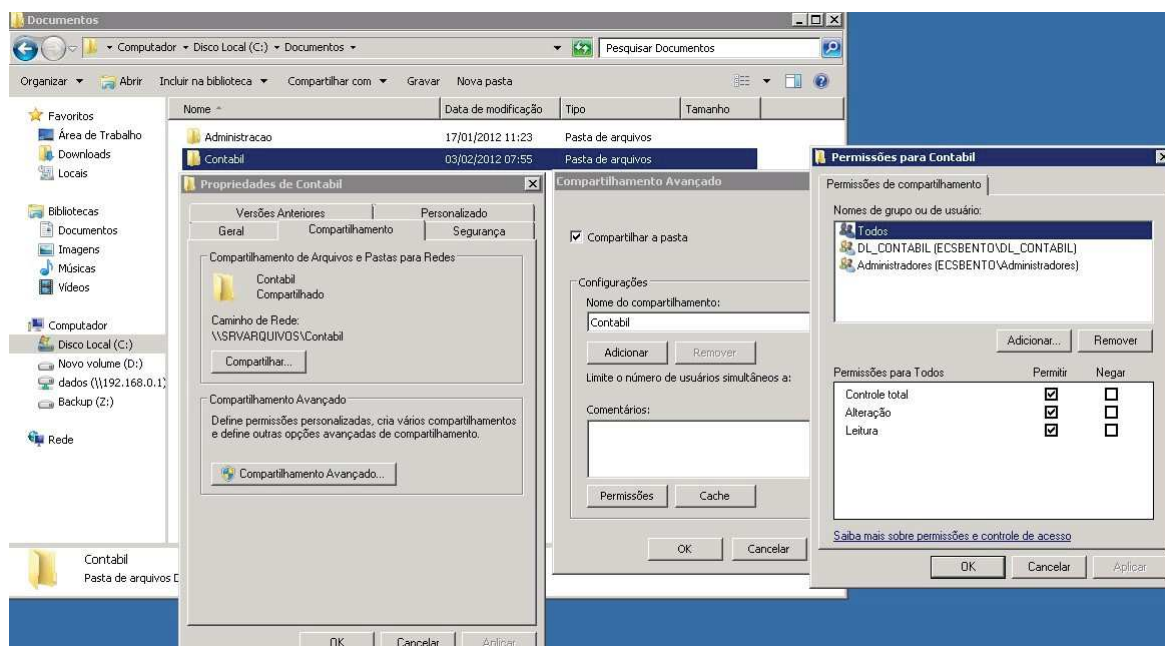 Documentos
Computador Disco Local (C:) Documentos
Pesquisar Documentos
Organizar Abrir Incluir na biblioteca Compartilhar com Gravar Nova pasta
Favoritos
Área de Trabalho
Downloads
Locais
Bibliotecas
Documentos
Imagens
Músicas
Vídeos
Computador
Disco Local (C:)
Novo volume (D:)
dados (\\192.168.0.1)
Backup (Z:)
Rede
Nome Data de modificação Tipo Tamanho
Administracao 17/01/2012 11:23 Pasta de arquivos
Contabil 03/02/2012 07:55 Pasta de arquivos
Contabil
Pasta de arquivos
Propriedades de Contabil
Versões Anteriores Personalizado
Geral Compartilhamento Segurança
Compartilhamento de Arquivos e Pastas para Redes
Contabil
Compartilhado
Caminho de Rede:
\\SRVARQUIVOS\Contabil
Compartilhar...
Compartilhamento Avançado
Define permissões personalizadas, cria vários compartilhamentos
e define outras opções avançadas de compartilhamento.
Compartilhamento Avançado...
OK Cancelar Aplicar
Compartilhamento Avançado
Compartilhar a pasta
Configurações
Nome do compartilhamento:
Contabil
Adicionar Remover
Limite o número de usuários simultâneos a:
Comentários:
Permissões Cache
OK Cancelar
Permissões para Contabil
Permissões de compartilhamento
Nomes de grupo ou de usuário:
Todos
DL_CONTABIL (ECSBENTO\DL_CONTABIL)
Administradores (ECSBENTO\Administradores)
Adicionar... Remover
Permissões para Todos Permitir Negar
Controle total
Alteração
Leitura
Saiba mais sobre permissões e controle de acesso
OK Cancelar Aplicar